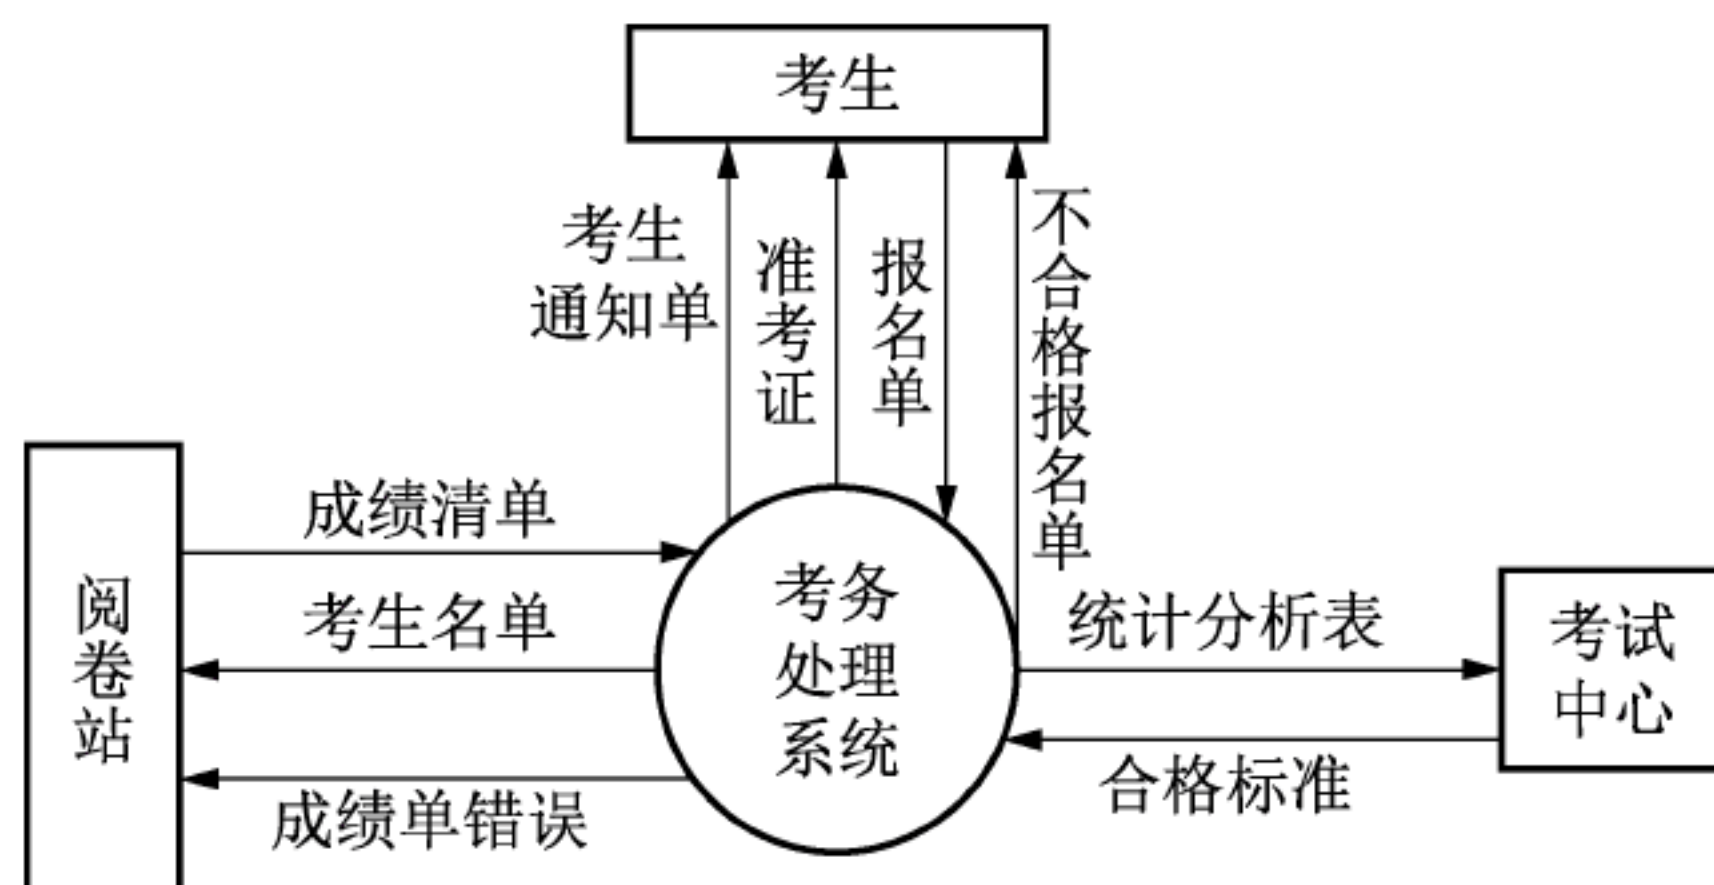 考生
考生
通知单
准考证
报名单
不合格报名单
成绩清单
考生名单
成绩单错误
阅卷站
考务
处理
系统
统计分析表
合格标准
考试
中心